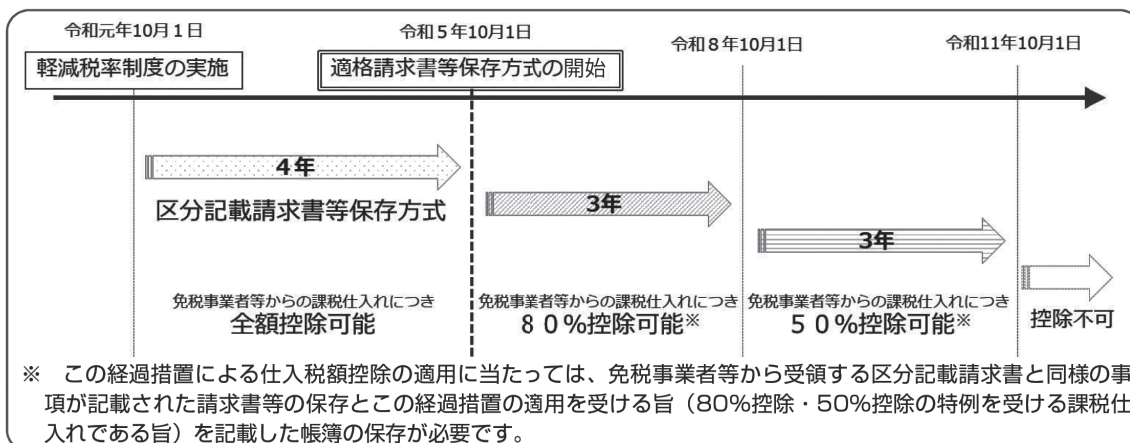 令和元年10月1日
令和5年10月1日
令和8年10月1日
令和11年10月1日
軽減税率制度の実施
適格請求書等保存方式の開始
4年
区分記載請求書等保存方式
3年
3年
免税事業者等からの課税仕入れにつき
全額控除可能
免税事業者等からの課税仕入れにつき
80%控除可能※
免税事業者等からの課税仕入れにつき
50%控除可能※
控除不可
※ この経過措置による仕入税額控除の適用に当たっては、免税事業者等から受領する区分記載請求書と同様の事
項が記載された請求書等の保存とこの経過措置の適用を受ける旨（80%控除・50%控除の特例を受ける課税仕
入れである旨）を記載した帳簿の保存が必要です。